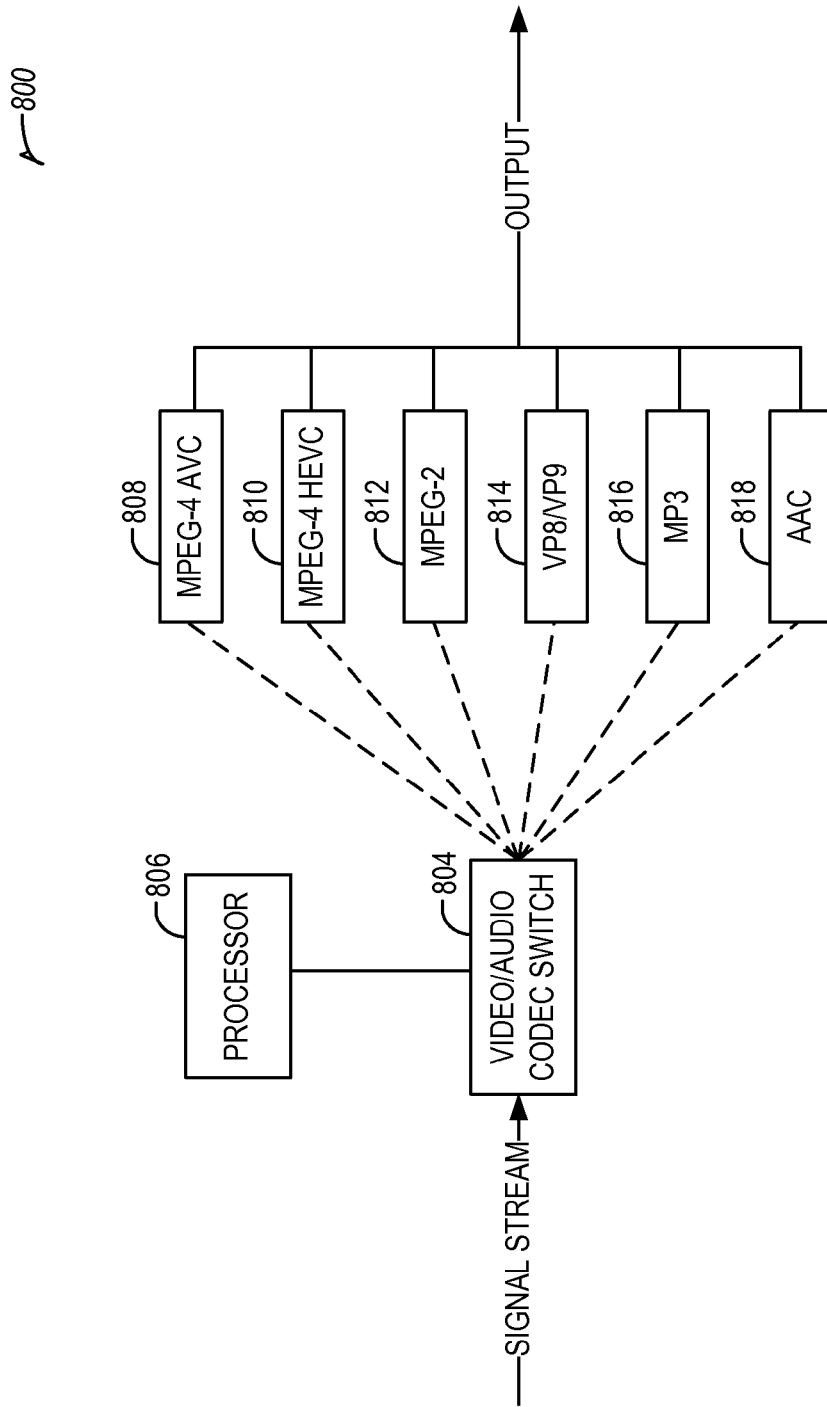 800
806
PROCESSOR
SIGNAL STREAM
804
VIDEO/AUDIO
CODEC SWITCH
808
MPEG-4 AVC
810
MPEG-4 HEVC
812
MPEG-2
814
VP8/VP9
816
MP3
818
AAC
OUTPUT